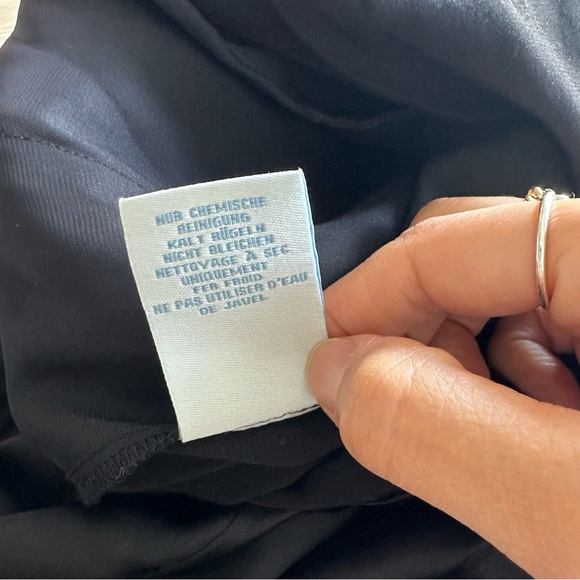 NUR CHEMISCHE
REINIGUNG
KALT BÜGELN
NICHT BLEICHEN
NETTOYAGE À SEC
UNIQUEMENT
FER FROID
NE PAS UTILISER D'EAU
DE JAVEL